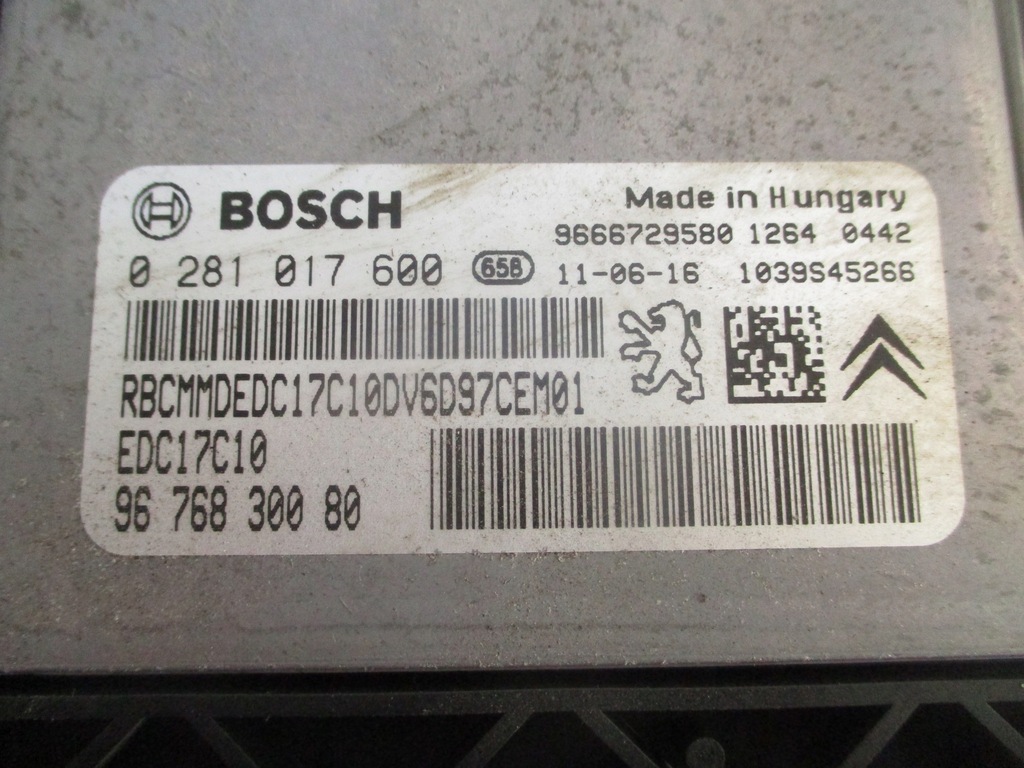 BOSCH
Made in Hungary
9666729580 1264 0442
0 281 017 600 65B 11-06-16 1039S45266
RBCMMDEDC17C10DV6D97CEM01
EDC17C10
96 768 300 80